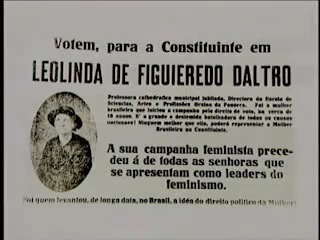 Votem, para a Constituinte em
LEOLINDA DE FIGUEIREDO DALTRO
Professora cathedratica municipal jubilada, Directora da Escola de
Sciencias, Artes e Profissões Orsina da Fonseca. Foi a mulher
brasileira que iniciou a campanha pelo direito de voto, ha cerca de
18 annos. E' a grande e destemida batalhadora de todas as causas
nacionaes! Ninguem melhor que ella, poderá representar a Mulher
Brasileira na Constituinte.
A sua campanha feminista prece-
deu á de todas as senhoras que
se apresentam como leaders do
feminismo.
Foi quem levantou, de longa data, no Brasil, a idéa do direito politico da Mulher!